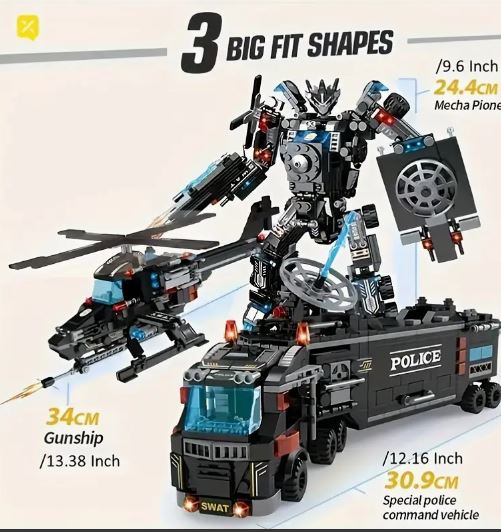 3 BIG FIT SHAPES
/9.6 Inch
24.4CM
Mecha Pione
POLICE
34CM
Gunship
/13.38 Inch
SWAT
/12.16 Inch
30.9CM
Special police
command vehicle